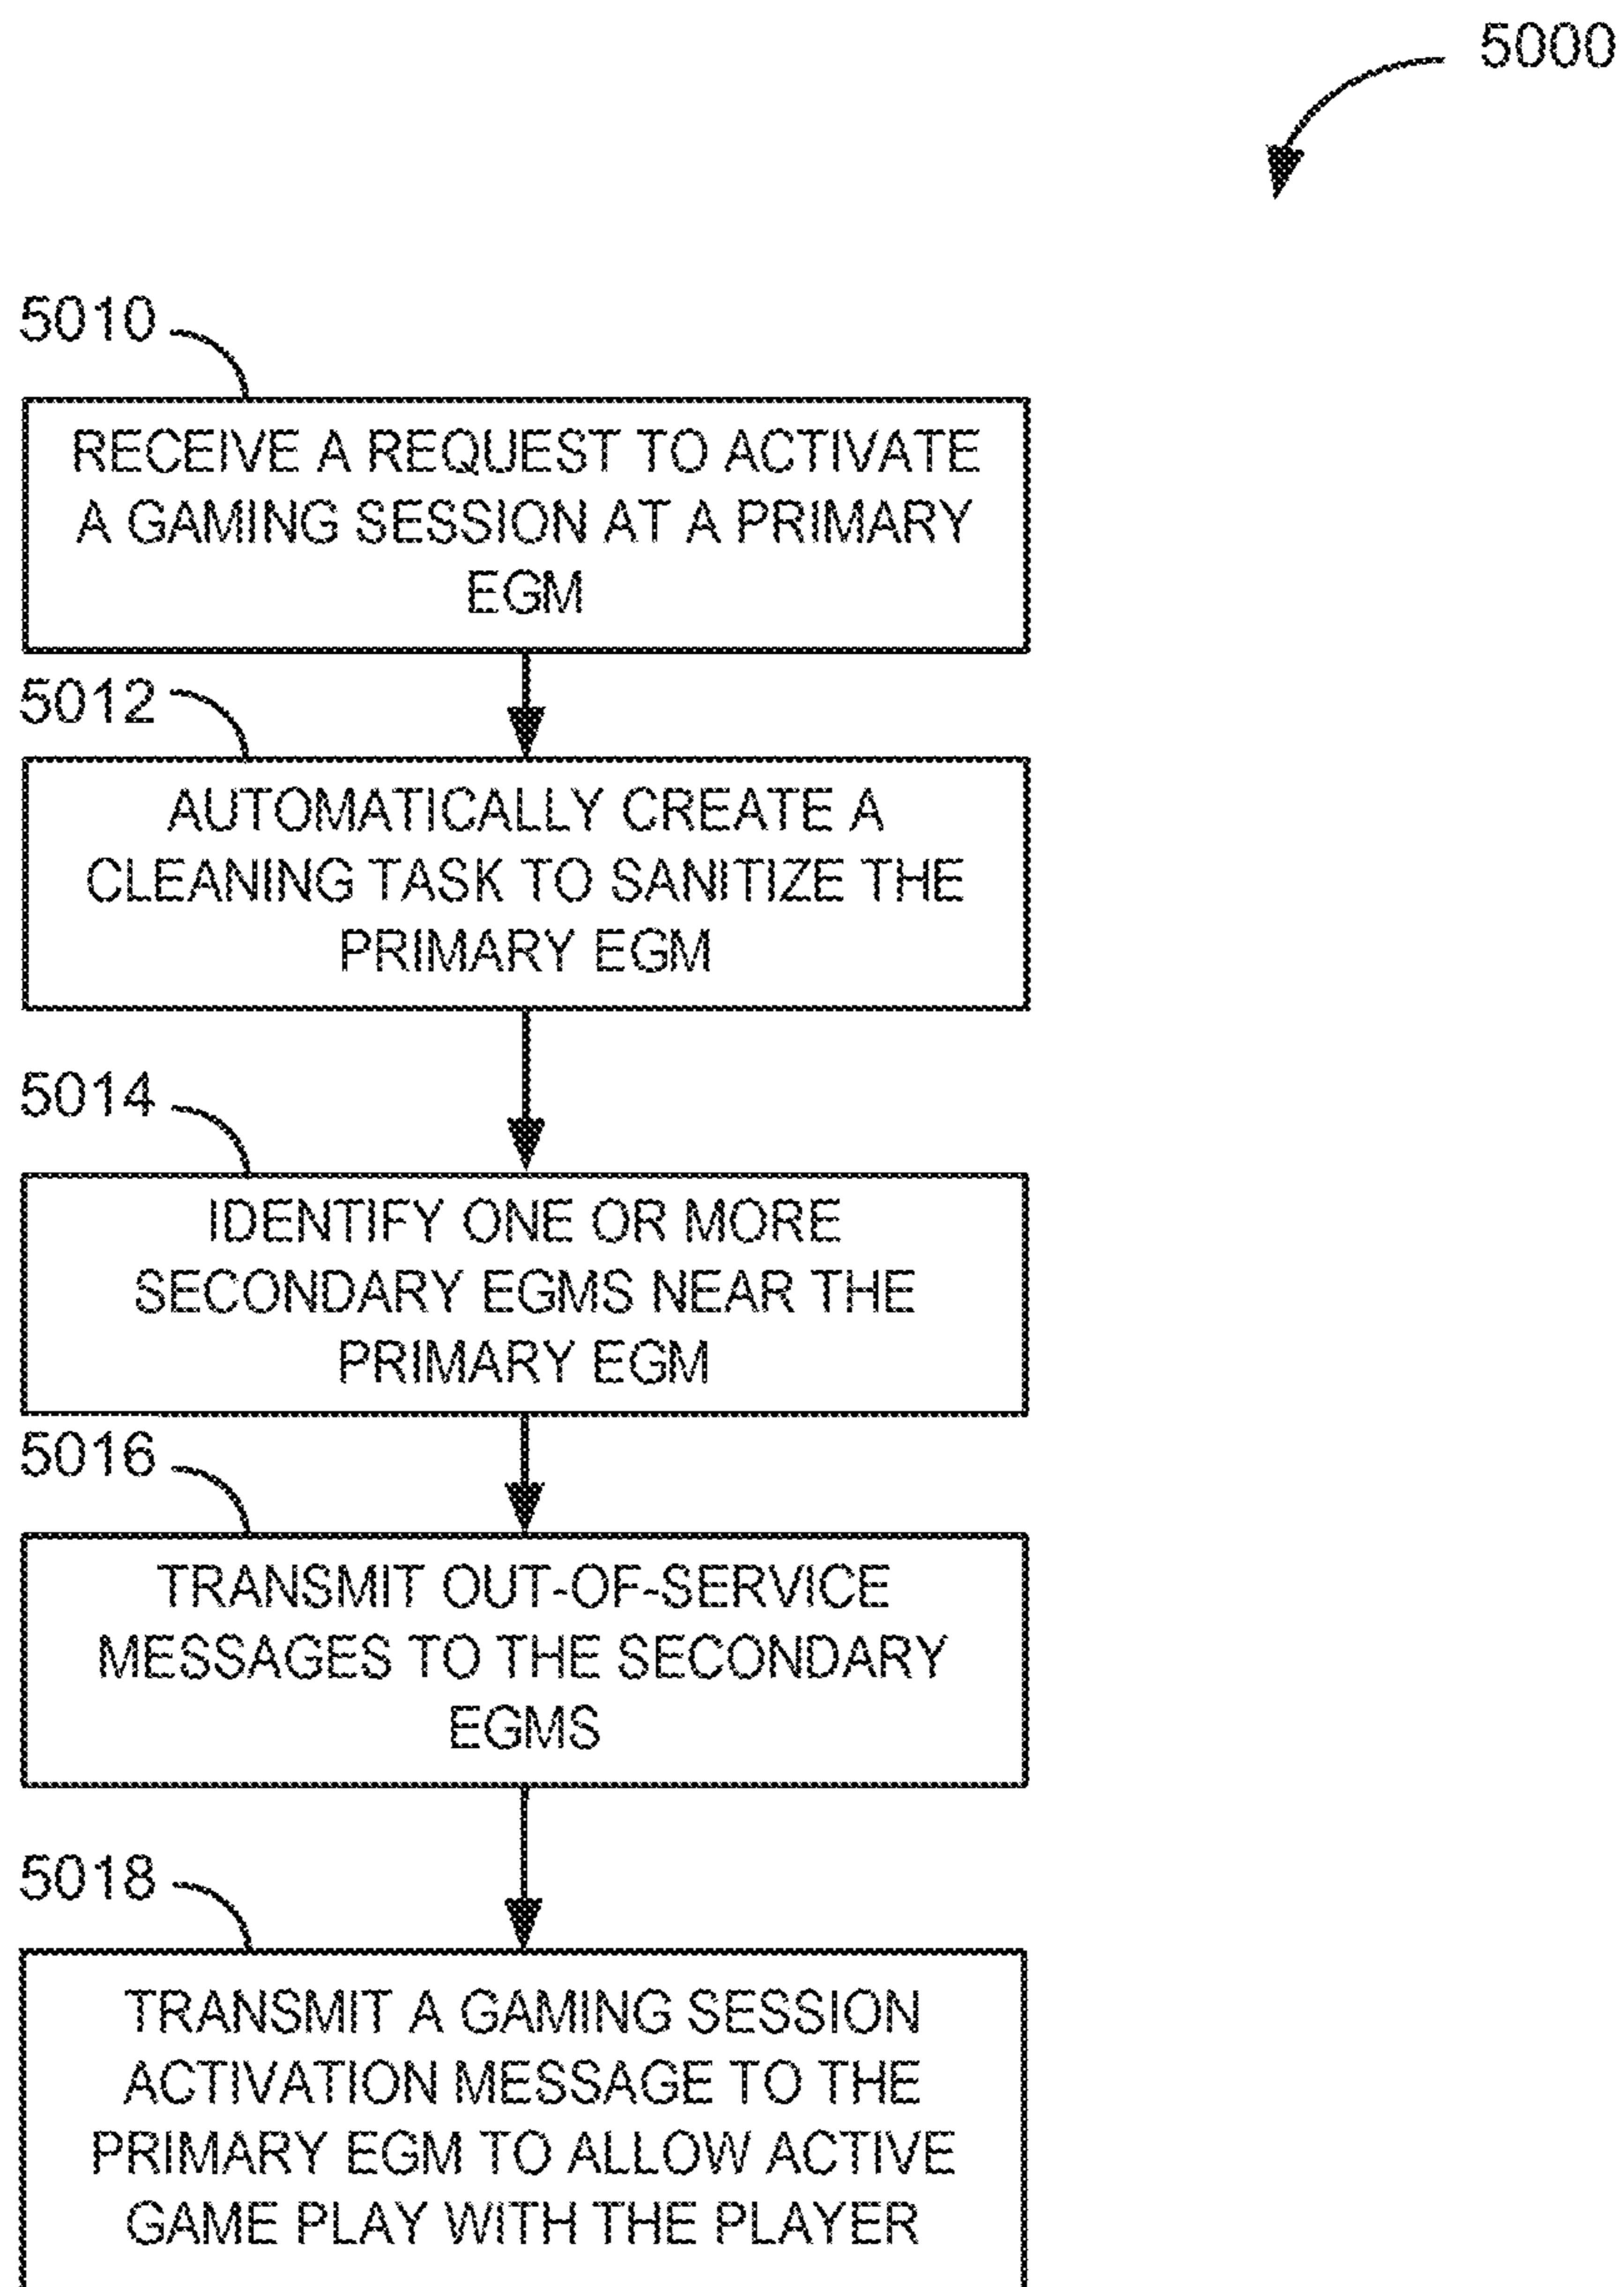 5000
5010
RECEIVE A REQUEST TO ACTIVATE
A GAMING SESSION AT A PRIMARY
EGM
5012
AUTOMATICALLY CREATE A
CLEANING TASK TO SANITIZE THE
PRIMARY EGM
5014
IDENTIFY ONE OR MORE
SECONDARY EGMS NEAR THE
PRIMARY EGM
5016
TRANSMIT OUT-OF-SERVICE
MESSAGES TO THE SECONDARY
EGMS
5018
TRANSMIT A GAMING SESSION
ACTIVATION MESSAGE TO THE
PRIMARY EGM TO ALLOW ACTIVE
GAME PLAY WITH THE PLAYER